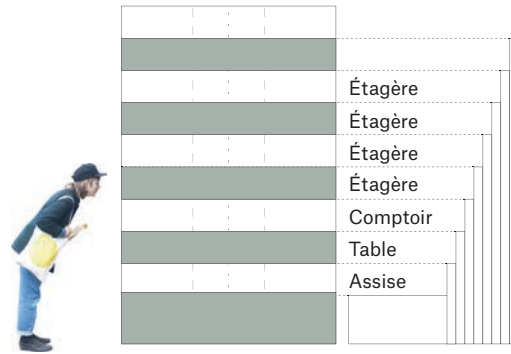 Étagère
Étagère
Étagère
Étagère
Comptoir
Table
Assise